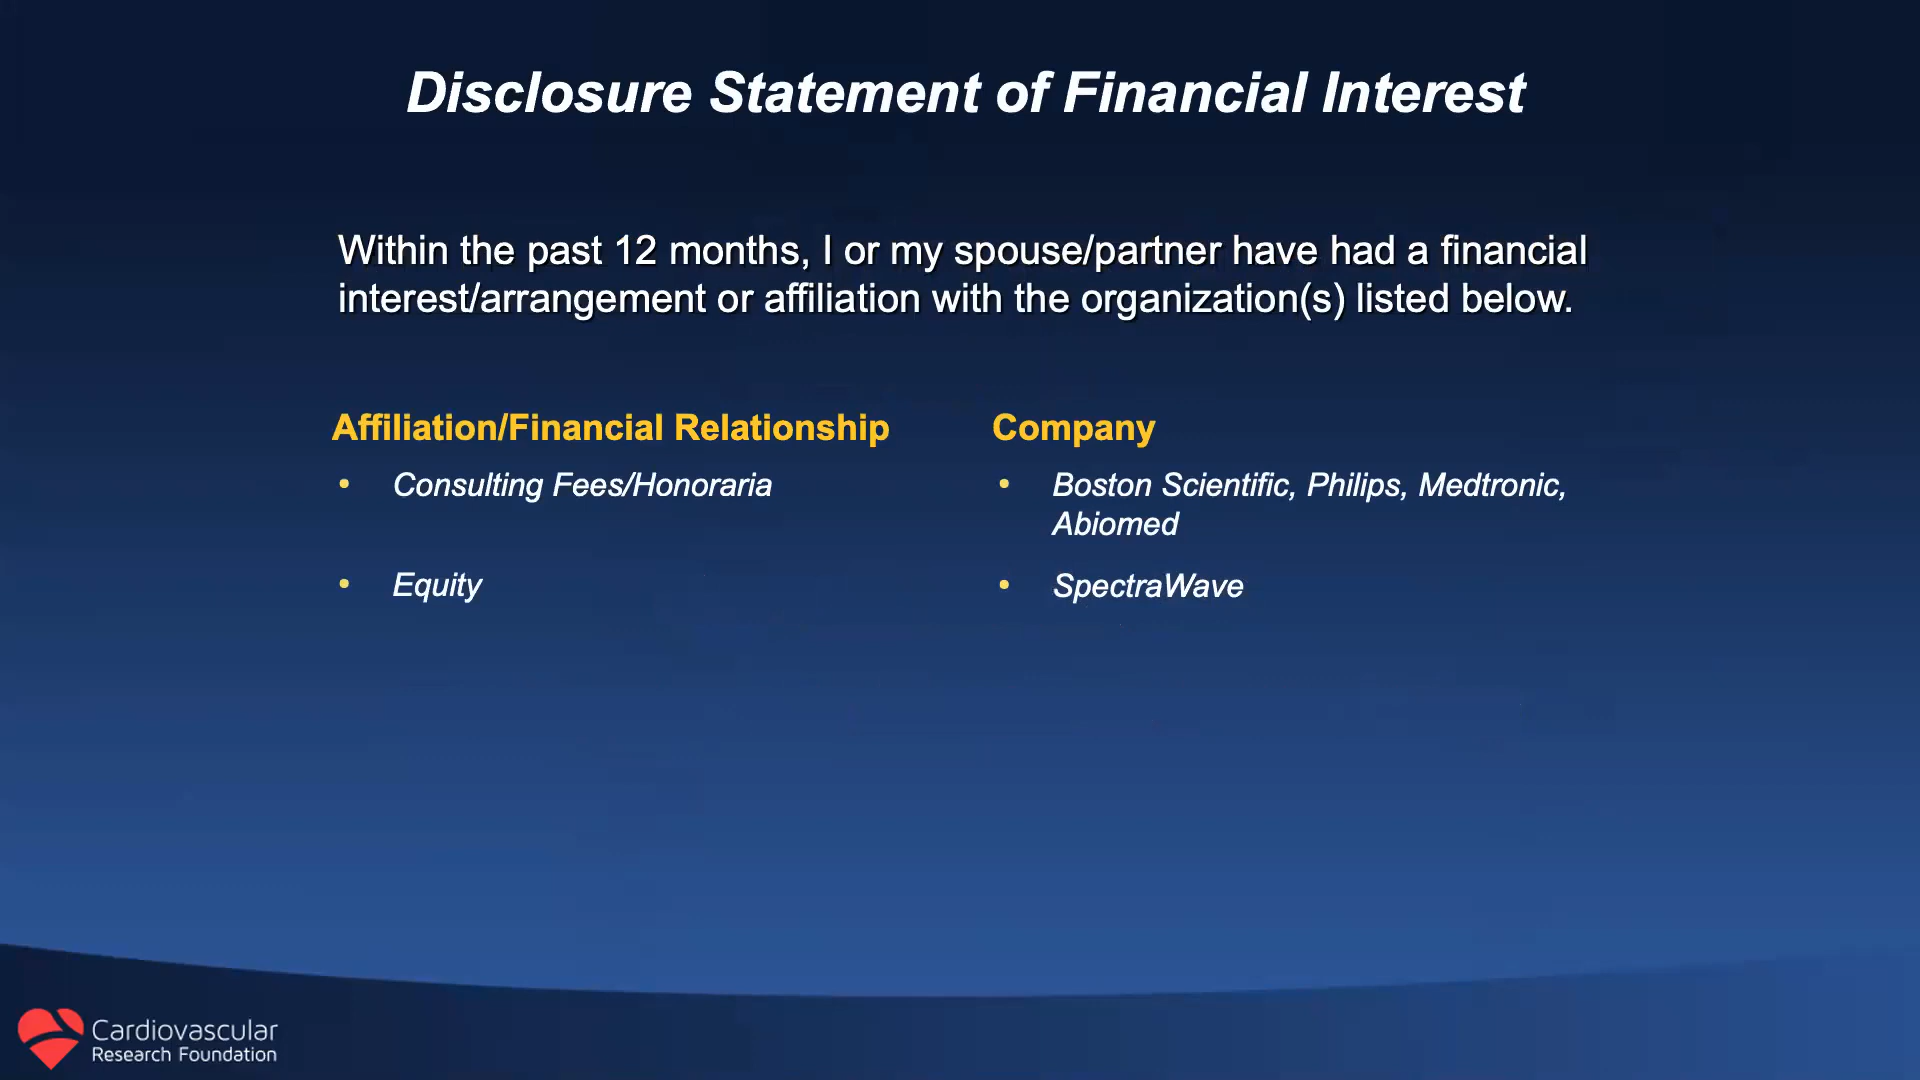 Disclosure Statement of Financial Interest
Within the past 12 months, I or my spouse/partner have had a financial
interest/arrangement or affiliation with the organization(s) listed below.
Affiliation/Financial Relationship
• Consulting Fees/Honoraria
• Equity
Company
• Boston Scientific, Philips, Medtronic,
Abiomed
• SpectraWave
Cardiovascular
Research Foundation